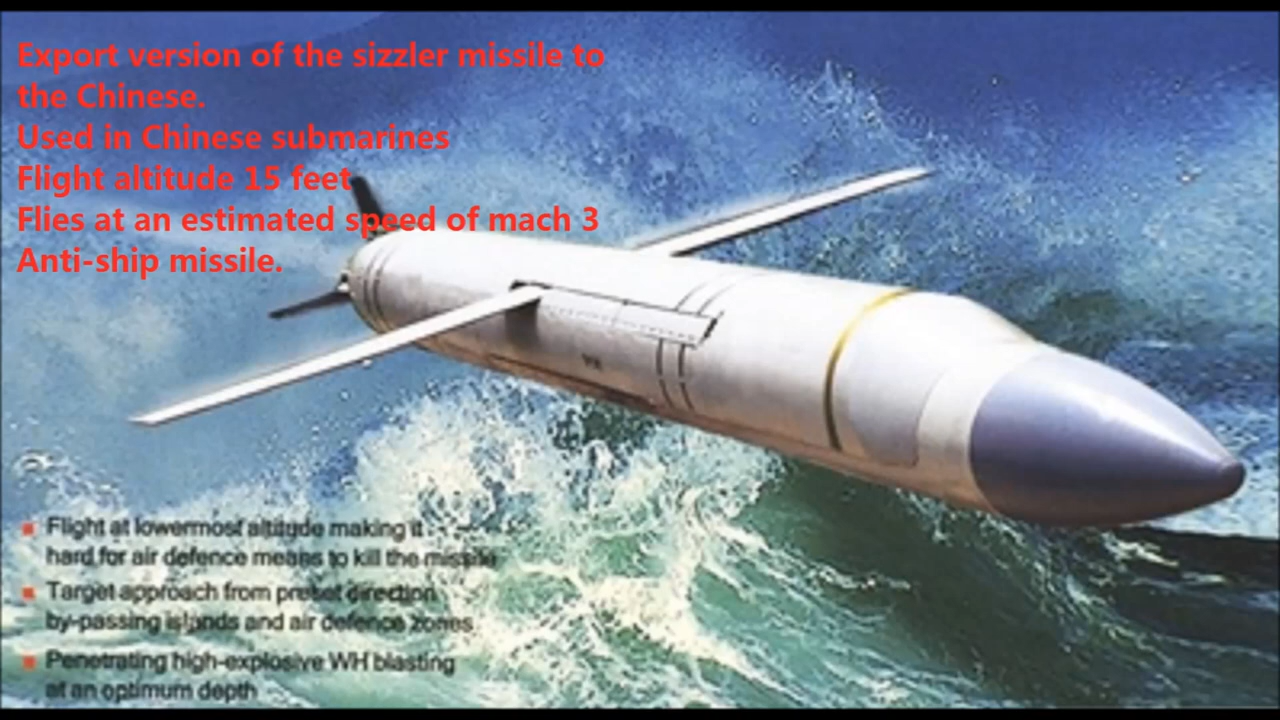 Export version of the sizzler missile to
the Chinese.
Used in Chinese submarines
Flight altitude 15 feet
Flies at an estimated speed of mach 3
Anti-ship missile.
Flight at lowermost altitude making it
hard for air defence means to kill the missile
Target approach from preset direction
by-passing islands and air defence zones
Penetrating high-explosive WH blasting
at an optimum depth